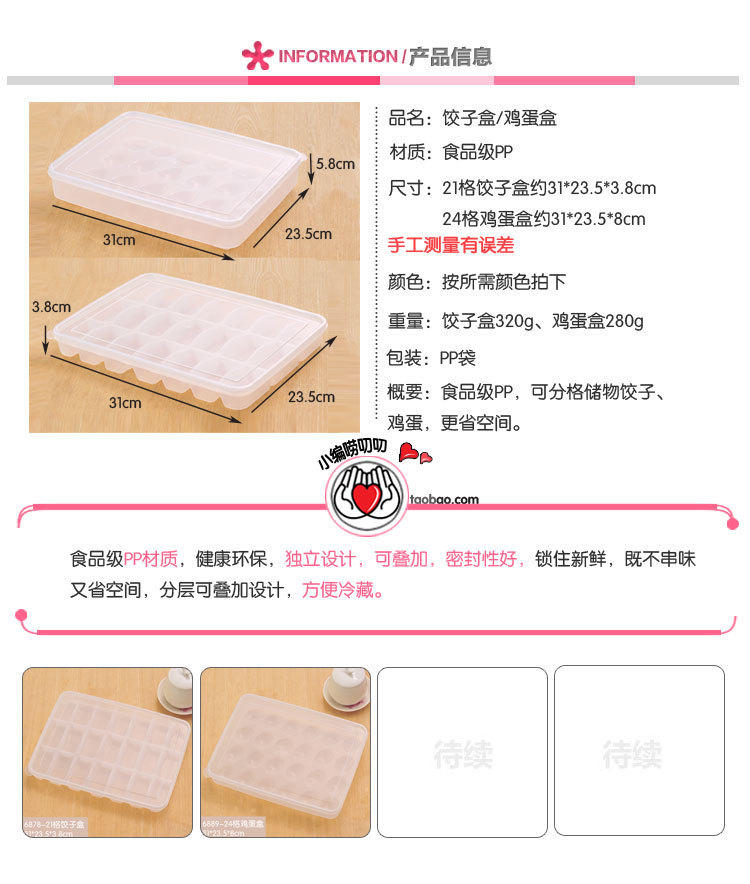 INFORMATION / 产品信息
5.8cm
31cm
23.5cm
3.8cm
31cm
23.5cm
品名：饺子盒/鸡蛋盒
材质：食品级PP
尺寸：21格饺子盒约31*23.5*3.8cm
24格鸡蛋盒约31*23.5*8cm
手工测量有误差
颜色：按所需颜色拍下
重量：饺子盒320g、鸡蛋盒280g
包装：PP袋
概要：食品级PP，可分格储物饺子、
鸡蛋，更省空间。
小编唠叨叨
taobao.com
食品级PP材质，健康环保，独立设计，可叠加，密封性好，锁住新鲜，既不串味
又省空间，分层可叠加设计，方便冷藏。
6878-21格饺子盒
31*23.5*3.8cm
6889-24格鸡蛋盒
31*23.5*8cm
待续
待续